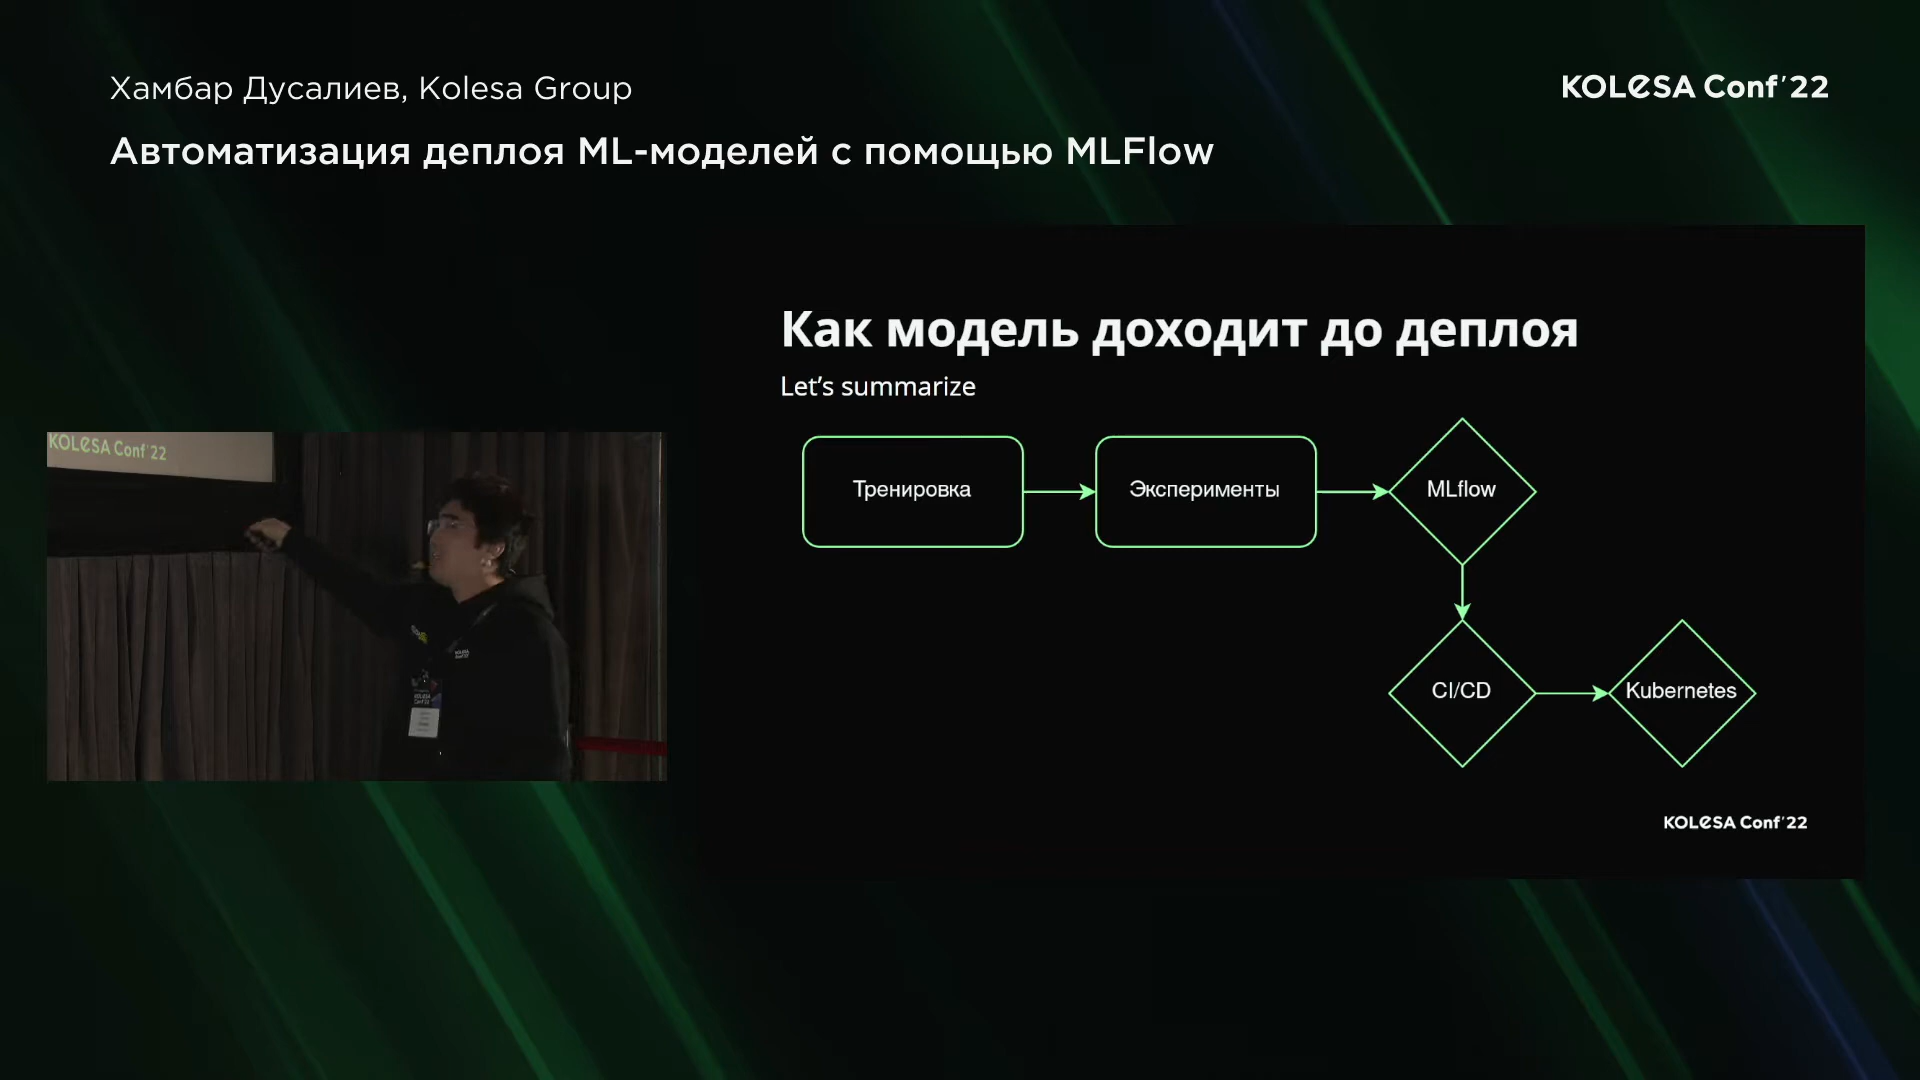 Хамбар Дусалиев, Kolesa Group
KOLESA Conf'22
Автоматизация деплоя ML-моделей с помощью MLFlow
Как модель доходит до деплоя
Let's summarize
Тренировка
Эксперименты
MLflow
CI/CD
Kubernetes
KOLESA Conf'22
KOLESA Conf'22